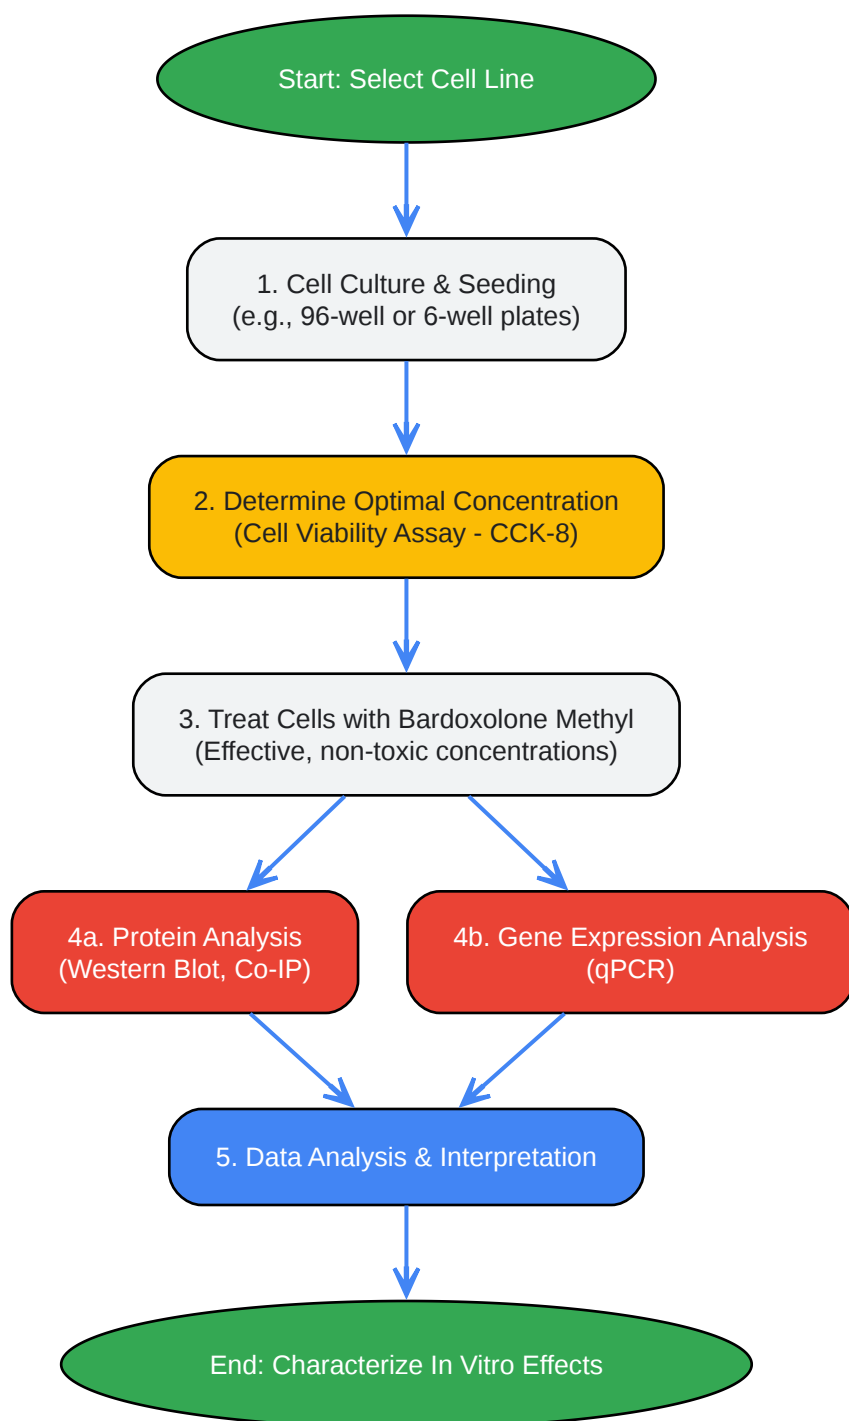 Start: Select Cell Line
1. Cell Culture & Seeding
(e.g., 96-well or 6-well plates)
2. Determine Optimal Concentration
(Cell Viability Assay - CCK-8)
3. Treat Cells with Bardoxolone Methyl
(Effective, non-toxic concentrations)
4a. Protein Analysis
(Western Blot, Co-IP)
4b. Gene Expression Analysis
(qPCR)
5. Data Analysis & Interpretation
End: Characterize In Vitro Effects